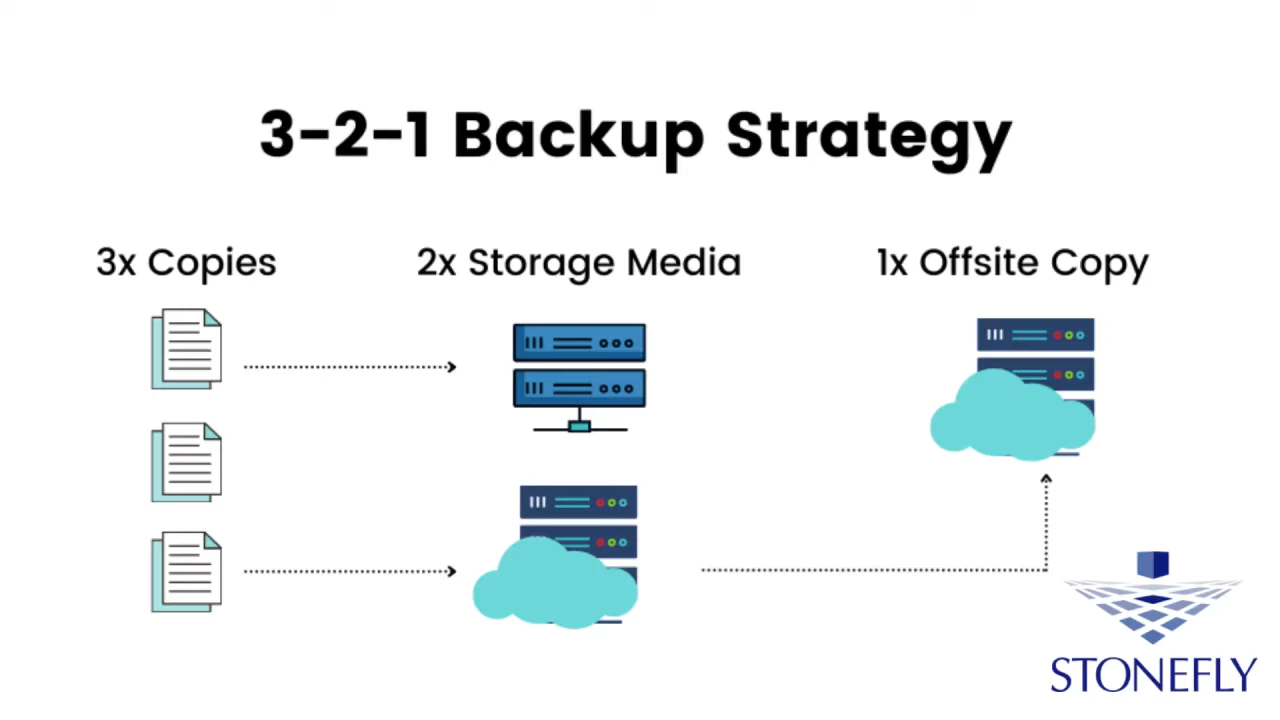 3-2-1 Backup Strategy
3x Copies
2x Storage Media
1x Offsite Copy
STONEFLY